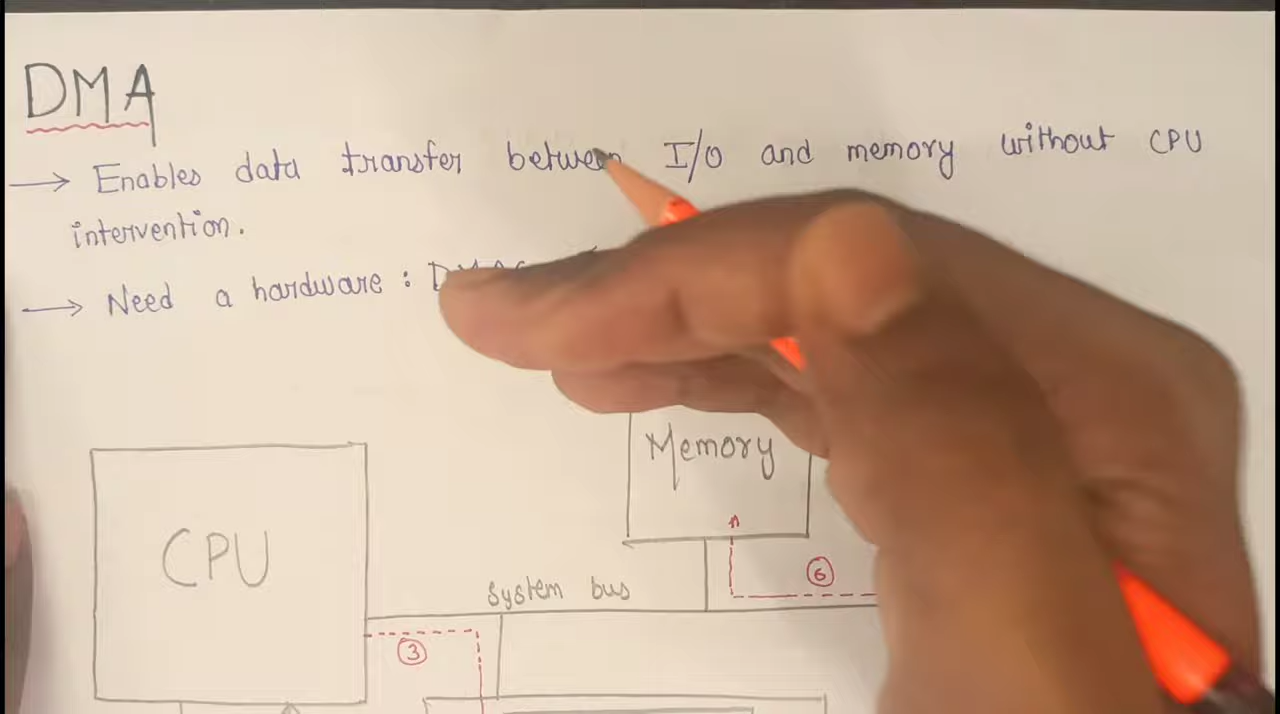 DMA
→ Enables data transfer between I/O and memory without CPU
intervention.
→ Need a hardware :
Memory
CPU
System bus
6
3